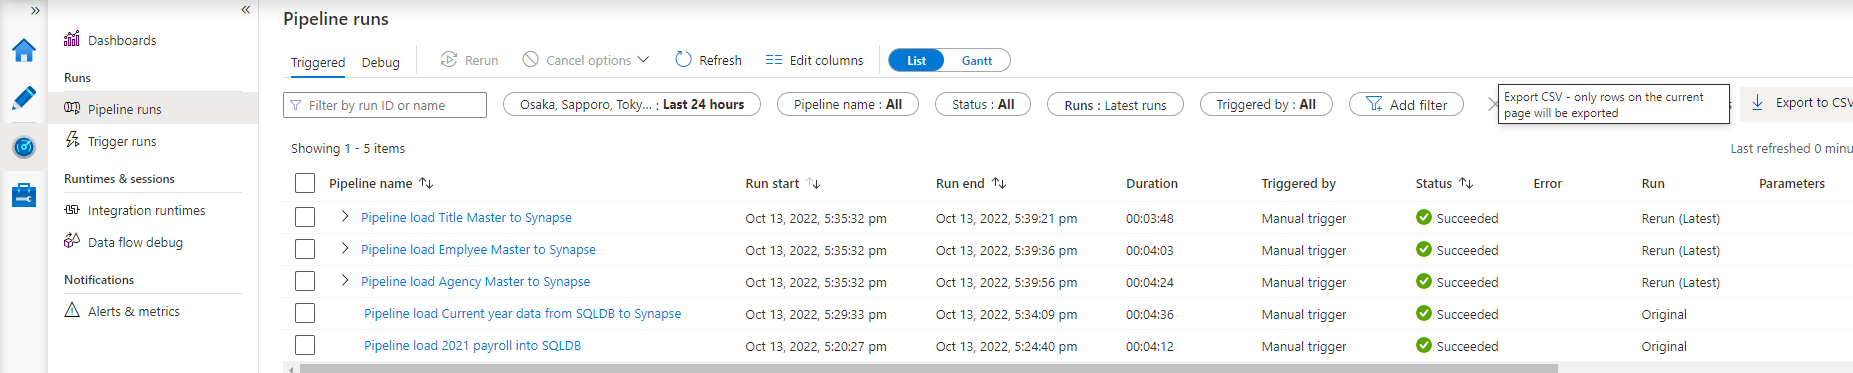 » «
Dashboards
Runs
Pipeline runs
Trigger runs
Runtimes & sessions
Integration runtimes
Data flow debug
Notifications
Alerts & metrics
Pipeline runs
Triggered Debug Rerun Cancel options Refresh Edit columns List Gantt
Filter by run ID or name Osaka, Sapporo, Toky... : Last 24 hours Pipeline name : All Status : All Runs : Latest runs Triggered by : All Add filter Export to CSV
Export CSV - only rows on the current
page will be exported
Showing 1 - 5 items Last refreshed 0 minu
Pipeline name Run start Run end Duration Triggered by Status Error Run Parameters
Pipeline load Title Master to Synapse Oct 13, 2022, 5:35:32 pm Oct 13, 2022, 5:39:21 pm 00:03:48 Manual trigger Succeeded Rerun (Latest)
Pipeline load Emplyee Master to Synapse Oct 13, 2022, 5:35:32 pm Oct 13, 2022, 5:39:36 pm 00:04:03 Manual trigger Succeeded Rerun (Latest)
Pipeline load Agency Master to Synapse Oct 13, 2022, 5:35:32 pm Oct 13, 2022, 5:39:56 pm 00:04:24 Manual trigger Succeeded Rerun (Latest)
Pipeline load Current year data from SQLDB to Synapse Oct 13, 2022, 5:29:33 pm Oct 13, 2022, 5:34:09 pm 00:04:36 Manual trigger Succeeded Original
Pipeline load 2021 payroll into SQLDB Oct 13, 2022, 5:20:27 pm Oct 13, 2022, 5:24:40 pm 00:04:12 Manual trigger Succeeded Original